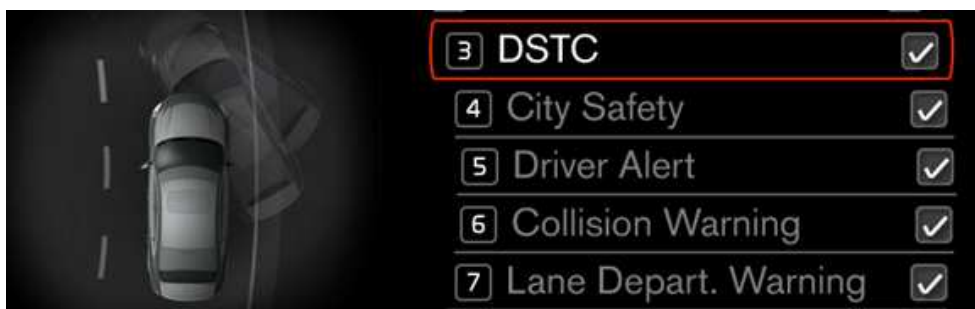 3 DSTC
4 City Safety
5 Driver Alert
6 Collision Warning
7 Lane Depart. Warning